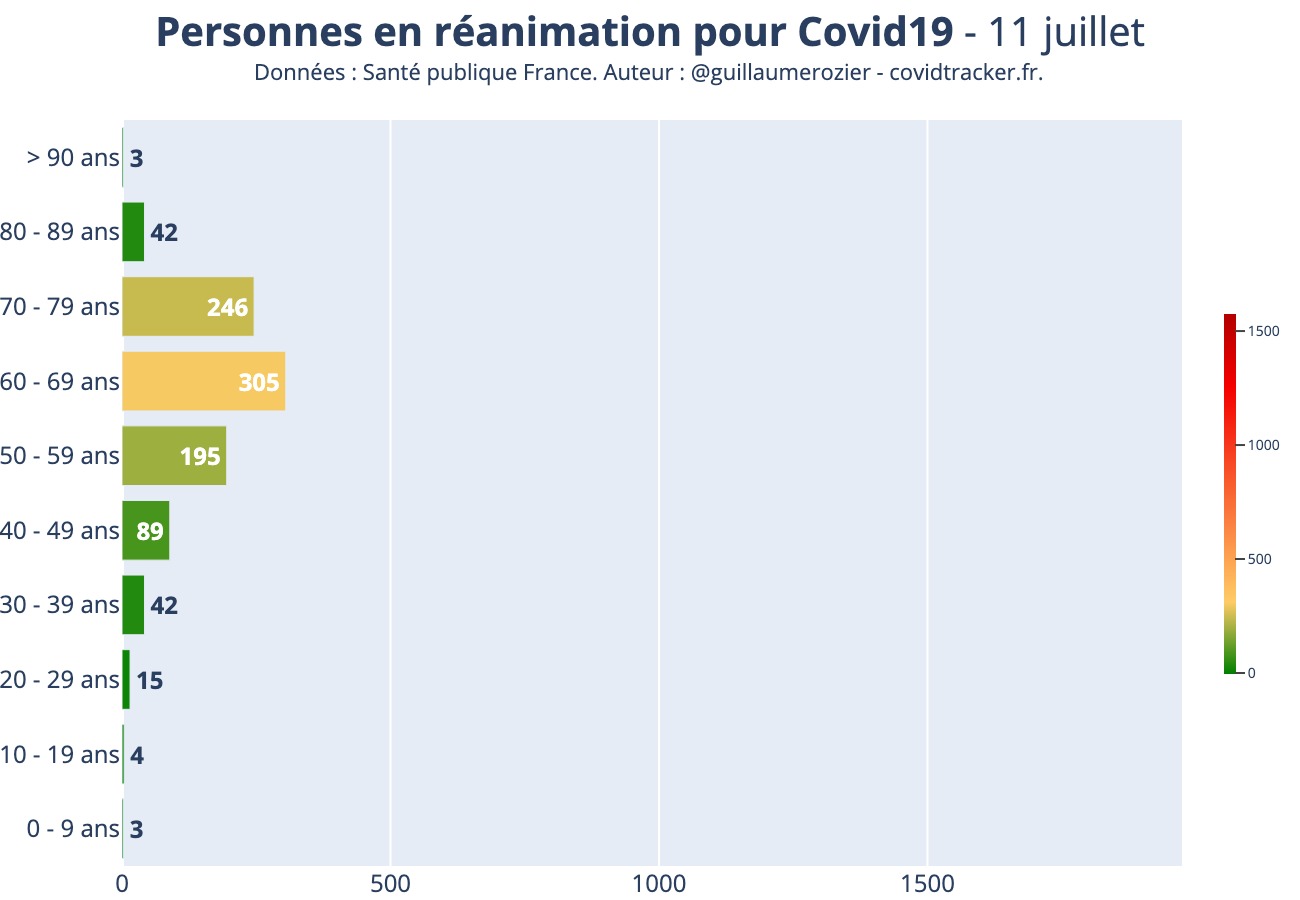 Personnes en réanimation pour Covid19 - 11 juillet
Données : Santé publique France. Auteur : @guillaumerozier - covidtracker.fr.
> 90 ans 3
80 - 89 ans 42
70 - 79 ans 246
60 - 69 ans 305
50 - 59 ans 195
40 - 49 ans 89
30 - 39 ans 42
20 - 29 ans 15
10 - 19 ans 4
0 - 9 ans 3
0 500 1000 1500
1500
1000
500
0